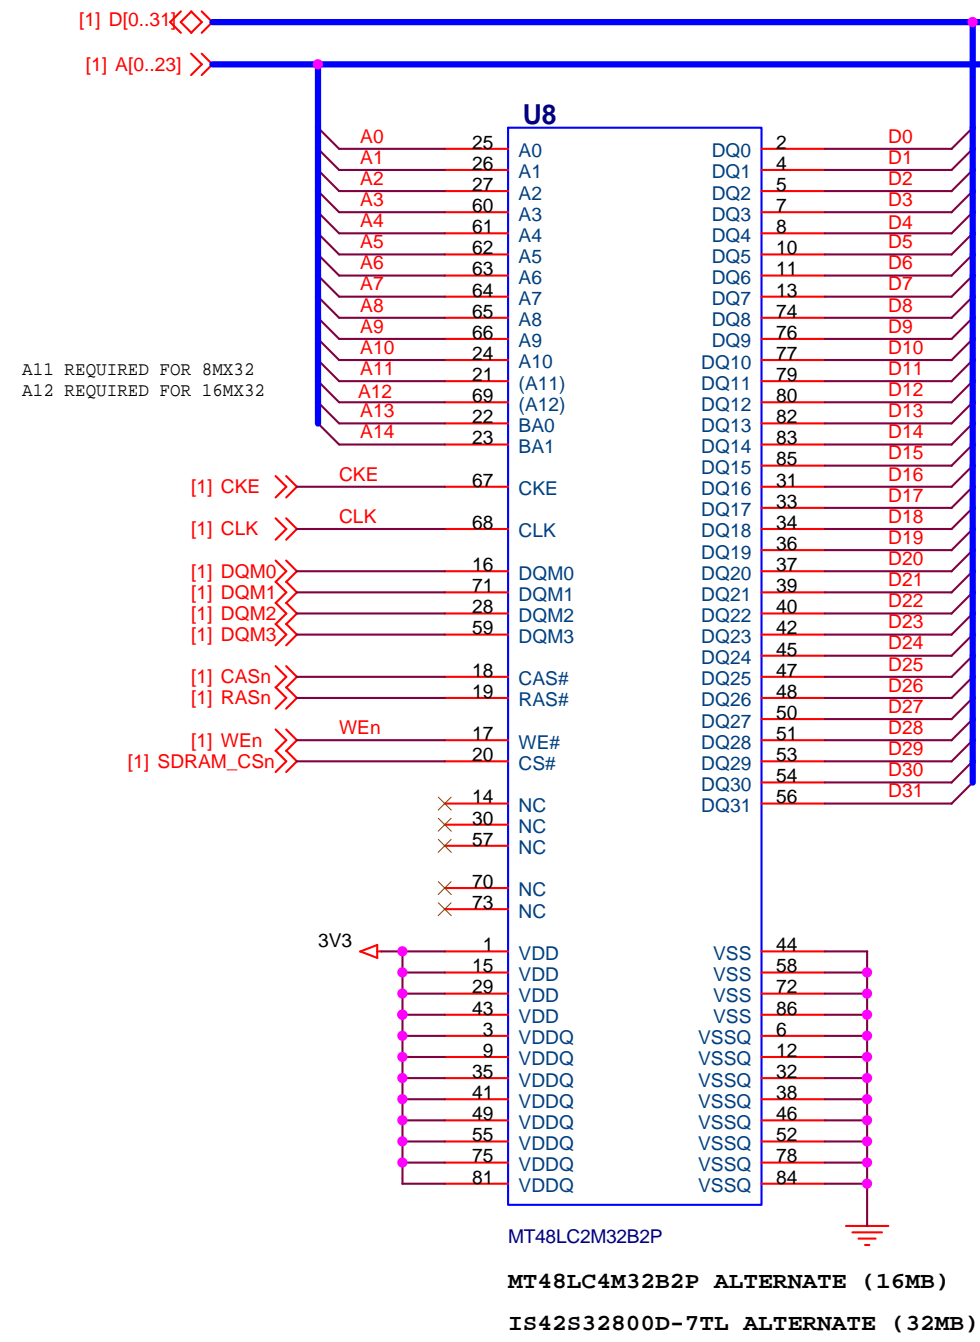 [1] D[0..31]
[1] A[0..23]
U8
A0 25 A0 DQ0 2 D0
A1 26 A1 DQ1 4 D1
A2 27 A2 DQ2 5 D2
A3 60 A3 DQ3 7 D3
A4 61 A4 DQ4 8 D4
A5 62 A5 DQ5 10 D5
A6 63 A6 DQ6 11 D6
A7 64 A7 DQ7 13 D7
A8 65 A8 DQ8 74 D8
A9 66 A9 DQ9 76 D9
A10 24 A10 DQ10 77 D10
A11 REQUIRED FOR 8MX32 A11 21 (A11) DQ11 79 D11
A12 REQUIRED FOR 16MX32 A12 69 (A12) DQ12 80 D12
A13 22 BA0 DQ13 82 D13
A14 23 BA1 DQ14 83 D14
DQ15 85 D15
[1] CKE CKE 67 CKE DQ16 31 D16
DQ17 33 D17
[1] CLK CLK 68 CLK DQ18 34 D18
DQ19 36 D19
[1] DQM0 16 DQM0 DQ20 37 D20
[1] DQM1 71 DQM1 DQ21 39 D21
[1] DQM2 28 DQM2 DQ22 40 D22
[1] DQM3 59 DQM3 DQ23 42 D23
DQ24 45 D24
[1] CASn 18 CAS# DQ25 47 D25
[1] RASn 19 RAS# DQ26 48 D26
DQ27 50 D27
[1] WEn WEn 17 WE# DQ28 51 D28
[1] SDRAM_CSn 20 CS# DQ29 53 D29
DQ30 54 D30
14 NC DQ31 56 D31
30 NC
57 NC
70 NC
73 NC
3V3 1 VDD VSS 44
15 VDD VSS 58
29 VDD VSS 72
43 VDD VSS 86
3 VDDQ VSSQ 6
9 VDDQ VSSQ 12
35 VDDQ VSSQ 32
41 VDDQ VSSQ 38
49 VDDQ VSSQ 46
55 VDDQ VSSQ 52
75 VDDQ VSSQ 78
81 VDDQ VSSQ 84
MT48LC2M32B2P
MT48LC4M32B2P ALTERNATE (16MB)
IS42S32800D-7TL ALTERNATE (32MB)